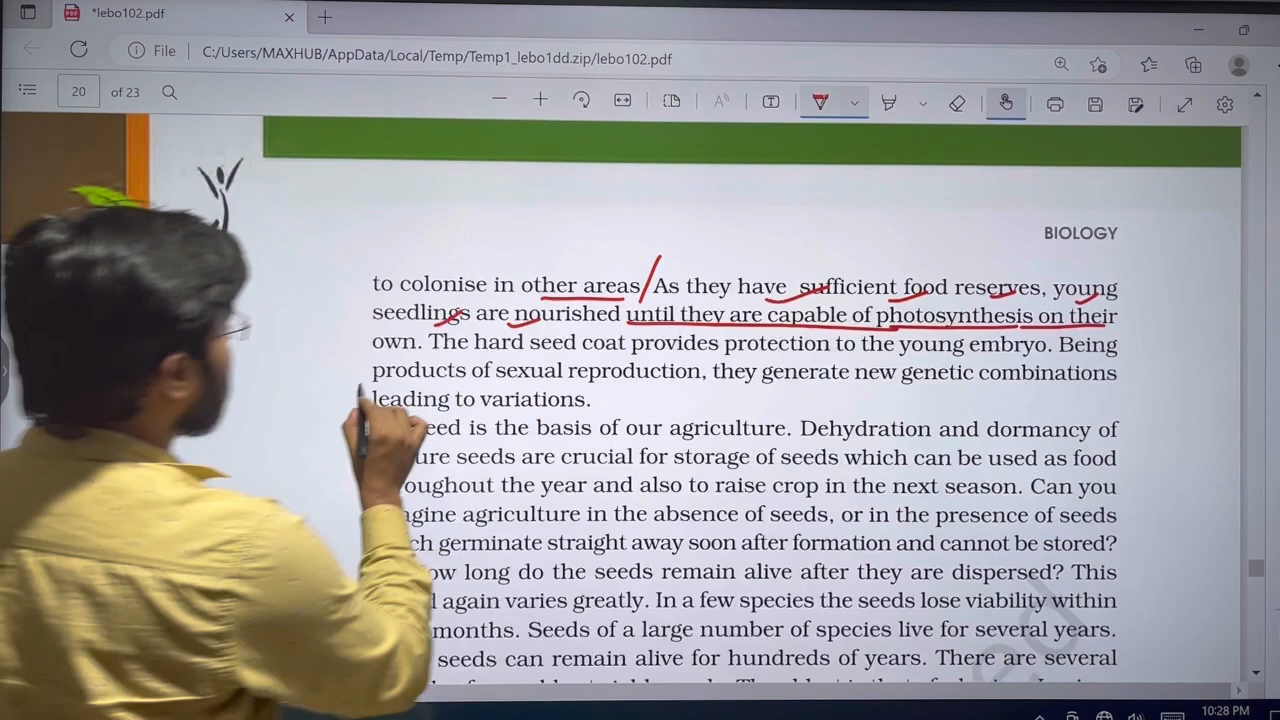 *lebo102.pdf
File C:/Users/MAXHUB/AppData/Local/Temp/Temp1_lebo1dd.zip/lebo102.pdf
20 of 23
BIOLOGY
to colonise in other areas As they have sufficient food reserves, young
seedlings are nourished until they are capable of photosynthesis on their
own. The hard seed coat provides protection to the young embryo. Being
products of sexual reproduction, they generate new genetic combinations
leading to variations.
eed is the basis of our agriculture. Dehydration and dormancy of
ure seeds are crucial for storage of seeds which can be used as food
oughout the year and also to raise crop in the next season. Can you
agine agriculture in the absence of seeds, or in the presence of seeds
ch germinate straight away soon after formation and cannot be stored?
ow long do the seeds remain alive after they are dispersed? This
again varies greatly. In a few species the seeds lose viability within
months. Seeds of a large number of species live for several years.
seeds can remain alive for hundreds of years. There are several
10:28 PM